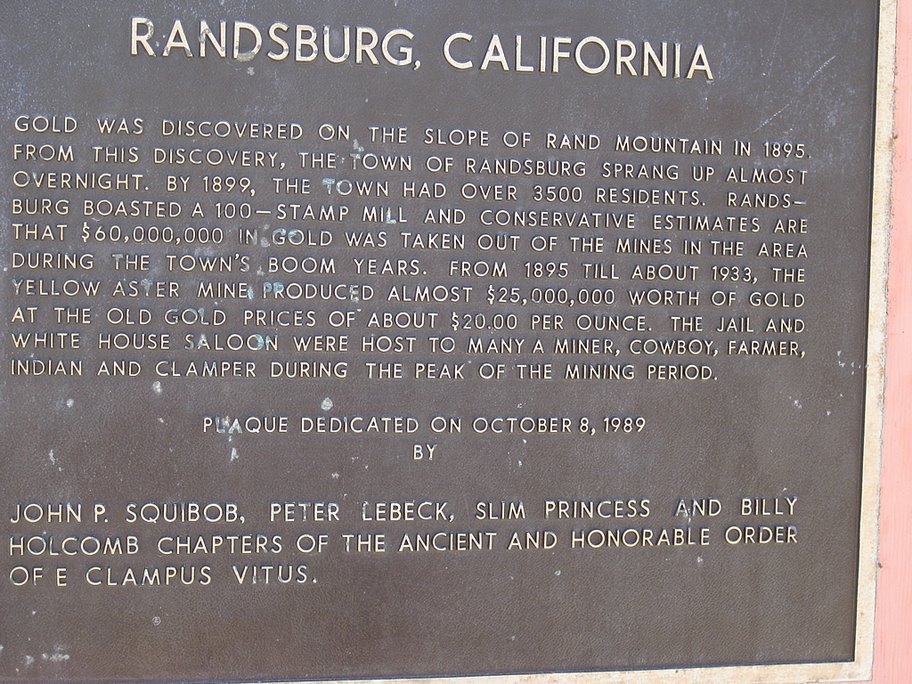 RANDSBURG, CALIFORNIA
GOLD WAS DISCOVERED ON THE SLOPE OF RAND MOUNTAIN IN 1895.
FROM THIS DISCOVERY, THE TOWN OF RANDSBURG SPRANG UP ALMOST
OVERNIGHT. BY 1899, THE TOWN HAD OVER 3500 RESIDENTS. RANDS-
BURG BOASTED A 100-STAMP MILL AND CONSERVATIVE ESTIMATES ARE
THAT $60,000,000 IN GOLD WAS TAKEN OUT OF THE MINES IN THE AREA
DURING THE TOWN'S BOOM YEARS. FROM 1895 TILL ABOUT 1933, THE
YELLOW ASTER MINE PRODUCED ALMOST $25,000,000 WORTH OF GOLD
AT THE OLD GOLD PRICES OF ABOUT $20.00 PER OUNCE. THE JAIL AND
WHITE HOUSE SALOON WERE HOST TO MANY A MINER, COWBOY, FARMER,
INDIAN AND CLAMPER DURING THE PEAK OF THE MINING PERIOD.
PLAQUE DEDICATED ON OCTOBER 8, 1989
BY
JOHN P. SQUIBOB, PETER LEBECK, SLIM PRINCESS AND BILLY
HOLCOMB CHAPTERS OF THE ANCIENT AND HONORABLE ORDER
OF E CLAMPUS VITUS.